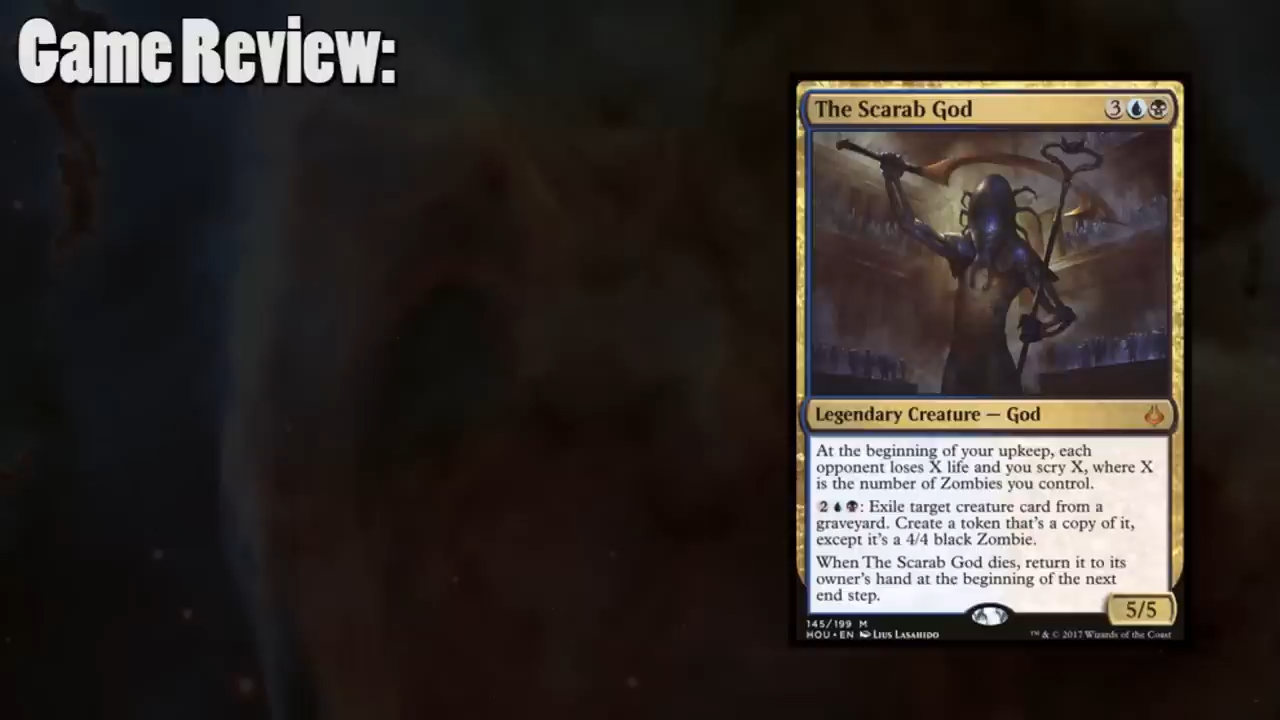 Game Review:
The Scarab God 3
Legendary Creature — God
At the beginning of your upkeep, each
opponent loses X life and you scry X, where X
is the number of Zombies you control.
2 : Exile target creature card from a
graveyard. Create a token that's a copy of it,
except it's a 4/4 black Zombie.
When The Scarab God dies, return it to its
owner's hand at the beginning of the next
end step.
5/5
145/199 M
HOU • EN Lius Lasahido
™ & © 2017 Wizards of the Coast